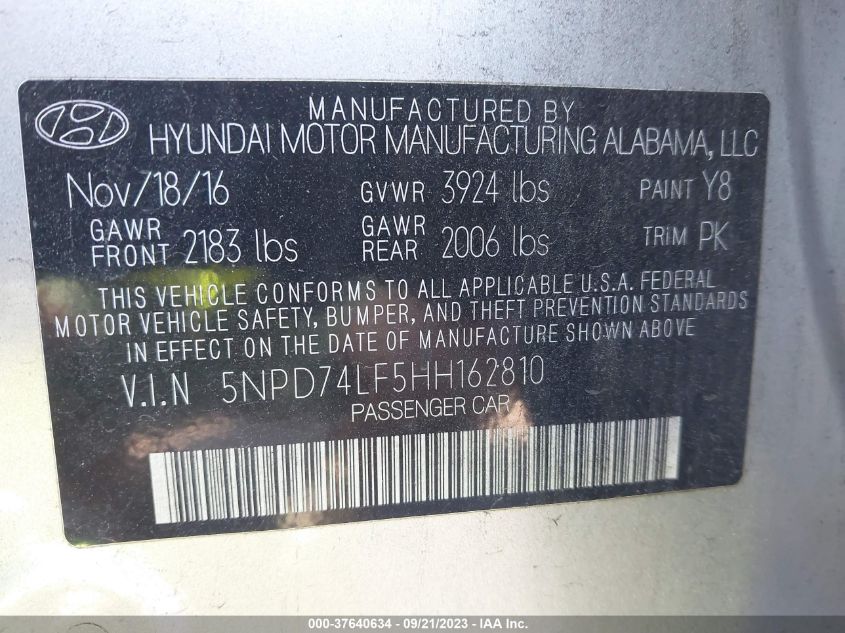 MANUFACTURED BY
HYUNDAI MOTOR MANUFACTURING ALABAMA, LLC
Nov/18/16 GVWR 3924 lbs PAINT Y8
GAWR FRONT 2183 lbs GAWR REAR 2006 lbs TRIM PK
THIS VEHICLE CONFORMS TO ALL APPLICABLE U.S.A. FEDERAL
MOTOR VEHICLE SAFETY, BUMPER, AND THEFT PREVENTION STANDARDS
IN EFFECT ON THE DATE OF MANUFACTURE SHOWN ABOVE
V.I.N 5NPD74LF5HH162810
PASSENGER CAR
000-37640634 - 09/21/2023 - © IAA, Inc.